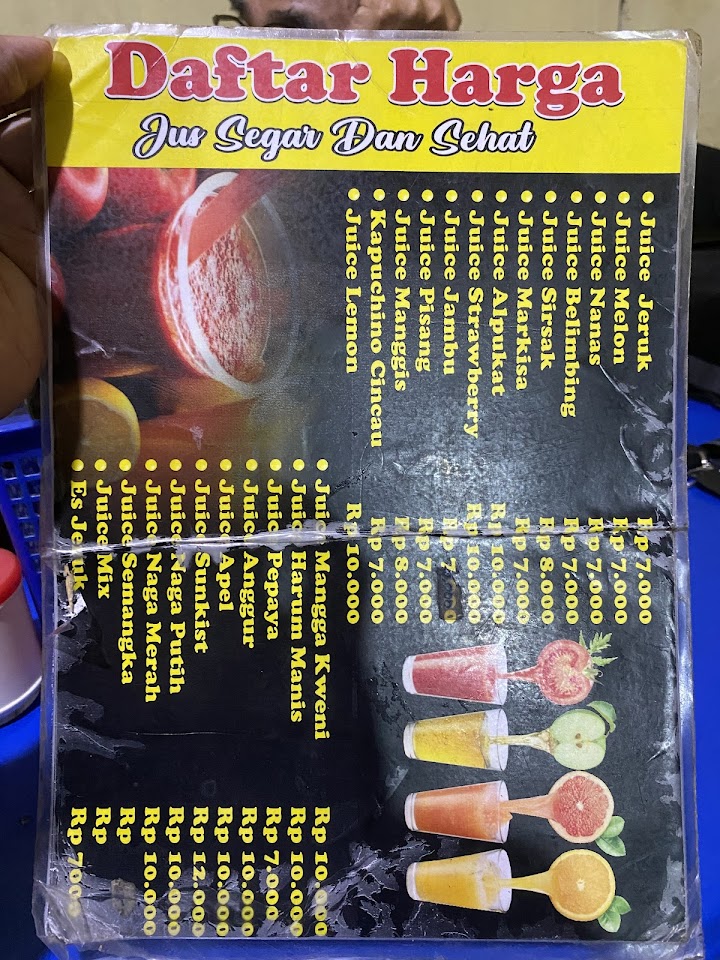 Daftar Harga
Jus Segar Dan Sehat
• Juice Jeruk Rp 7.00
• Juice Melon Rp 7.000
• Juice Nanas Rp 7.000
• Juice Belimbing Rp 7.000
• Juice Sirsak Rp 8.000
• Juice Markisa Rp 7.000
• Juice Alpukat Rp 10.000
• Juice Strawberry Rp 10.000
• Juice Jambu Rp 7
• Juice Pisang Rp 7.000
• Juice Manggis Rp 8.000
• Kapuchino Cincau Rp 7.000
• Juice Lemon Rp 10.000
• Juice Mangga Kweni Rp 10.000
• Juice Harum Manis Rp 10.000
• Juice Pepaya Rp 7.000
• Juice Anggur Rp 10.000
• Juice Apel Rp 10.000
• Juice Sunkist Rp 12.000
• Juice Naga Putih Rp 10.000
• Juice Naga Merah Rp 10.000
• Juice Semangka Rp
• Juice Mix Rp
• Es Jeruk Rp 7000